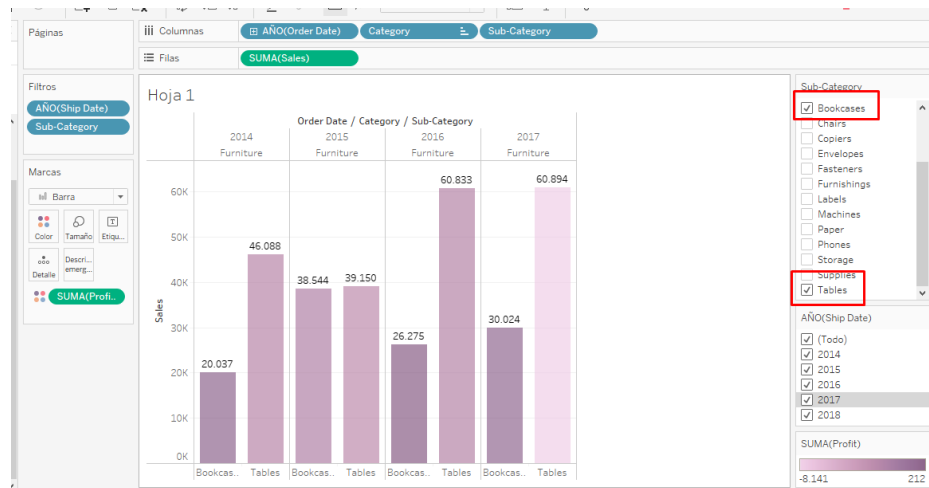 Páginas
iii Columnas
AÑO(Order Date)
Category
Sub-Category
Filas
SUMA(Sales)
Filtros
AÑO(Ship Date)
Sub-Category
Marcas
Barra
Color
Tamaño
Etiqu...
Detalle
Descri...
emerg...
SUMA(Profi..
Hoja 1
Order Date / Category / Sub-Category
2014
2015
2016
2017
Furniture
Furniture
Furniture
Furniture
Sales
60K
50K
40K
30K
20K
10K
0K
20.037
46.088
38.544
39.150
26.275
60.833
30.024
60.894
Bookcas..
Tables
Bookcas..
Tables
Bookcas..
Tables
Bookcas..
Tables
Sub-Category
Bookcases
Chairs
Copiers
Envelopes
Fasteners
Furnishings
Labels
Machines
Paper
Phones
Storage
Supplies
Tables
AÑO(Ship Date)
(Todo)
2014
2015
2016
2017
2018
SUMA(Profit)
-8.141
212